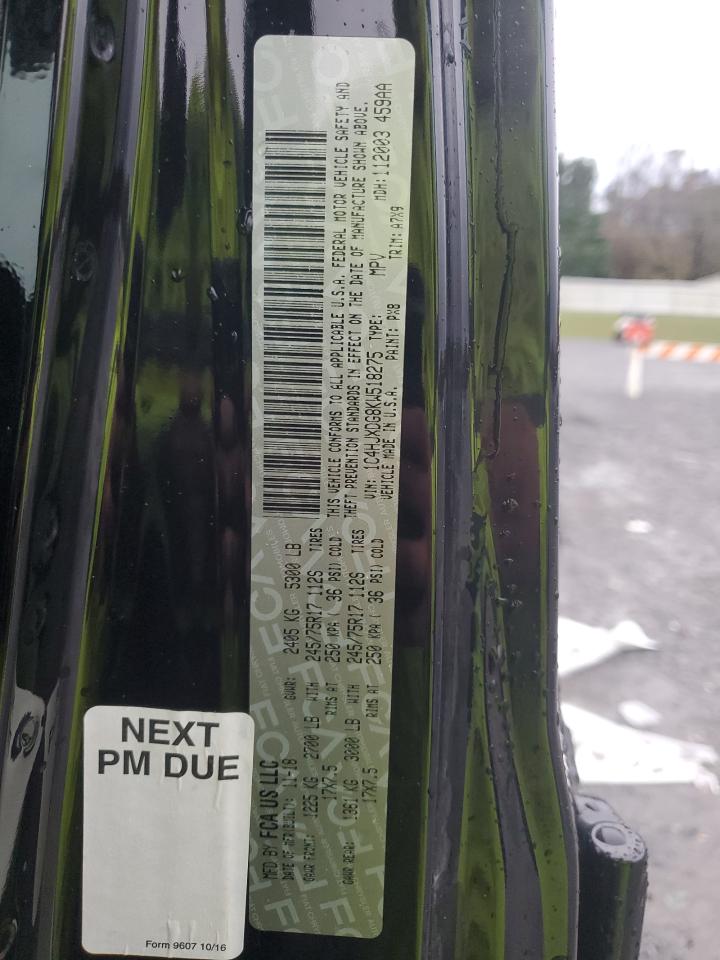 MFD BY FCA US LLC
DATE OF MFR(BUILT): 11-18 GVWR: 2405 KG 5300 LB
GAWR FRONT: 1225 KG 2700 LB WITH 245/75R17 112S TIRES
17X7.5 RIMS AT 250 KPA ( 36 PSI) COLD
GAWR REAR: 1361 KG 3000 LB WITH 245/75R17 112S TIRES
17X7.5 RIMS AT 250 KPA ( 36 PSI) COLD
THIS VEHICLE CONFORMS TO ALL APPLICABLE U.S.A. FEDERAL MOTOR VEHICLE SAFETY AND
THEFT PREVENTION STANDARDS IN EFFECT ON THE DATE OF MANUFACTURE SHOWN ABOVE.
VIN: 1C4HJXDG8KW518275 TYPE: MPV MDH:112003 459AA
VEHICLE MADE IN U.S.A. PAINT: PX8 TRIM:A7X9
NEXT
PM DUE
Form 9607 10/16